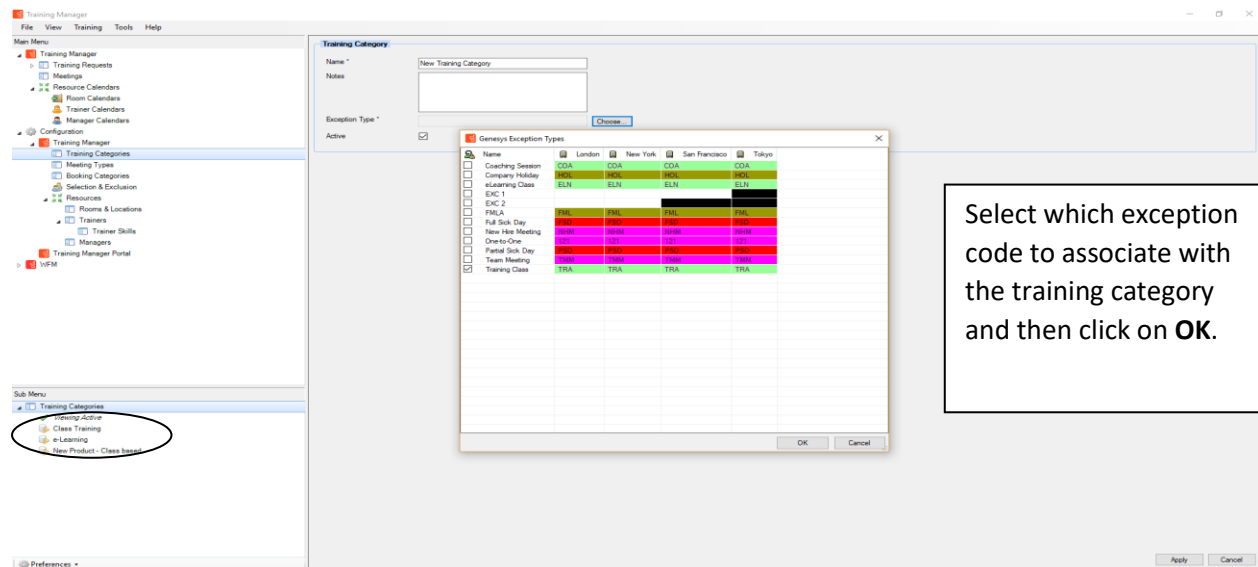 Training Manager
File View Training Tools Help
Main Menu
Training Manager
Training Requests
Meetings
Resource Calendars
Room Calendars
Trainer Calendars
Manager Calendars
Configuration
Training Manager
Training Categories
Meeting Types
Booking Categories
Selection & Exclusion
Resources
Rooms & Locations
Trainers
Trainer Skills
Managers
Training Manager Portal
WFM
Sub Menu
Training Categories
Viewing Active
Class Training
e-Learning
New Product - Class based
Preferences
Training Category
Name * New Training Category
Notes
Exception Type * Choose...
Active
Genesys Exception Types
Name London New York San Francisco Tokyo
Coaching Session COA COA COA COA
Company Holiday HOL HOL HOL HOL
eLearning Class ELN ELN ELN ELN
EXC 1
EXC 2
FMLA FML FML FML FML
Full Sick Day FSD FSD FSD FSD
New Hire Meeting NHM NHM NHM NHM
One-to-One 121 121 121 121
Partial Sick Day PSD PSD PSD PSD
Team Meeting TMM TMM TMM TMM
Training Class TRA TRA TRA TRA
OK Cancel
Select which exception
code to associate with
the training category
and then click on OK.
Apply Cancel